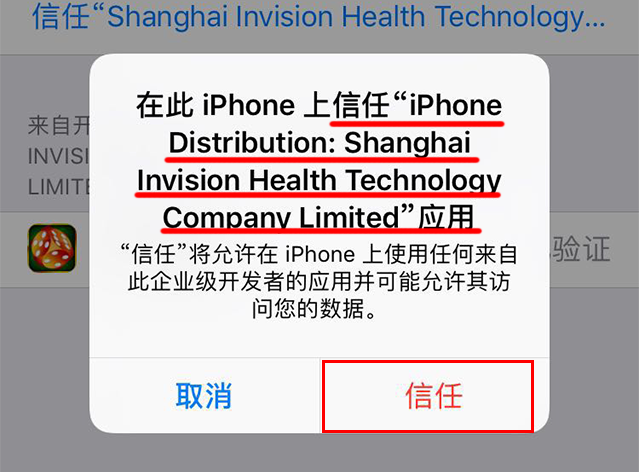 信任“Shanghai Invision Health Technology...
在此 iPhone 上信任“iPhone
Distribution: Shanghai
Invision Health Technology
Company Limited”应用
“信任”将允许在 iPhone 上使用任何来自
此企业级开发者的应用并可能允许其访
问您的数据。
取消
信任
来自开
INVIS
LIMITE
验证